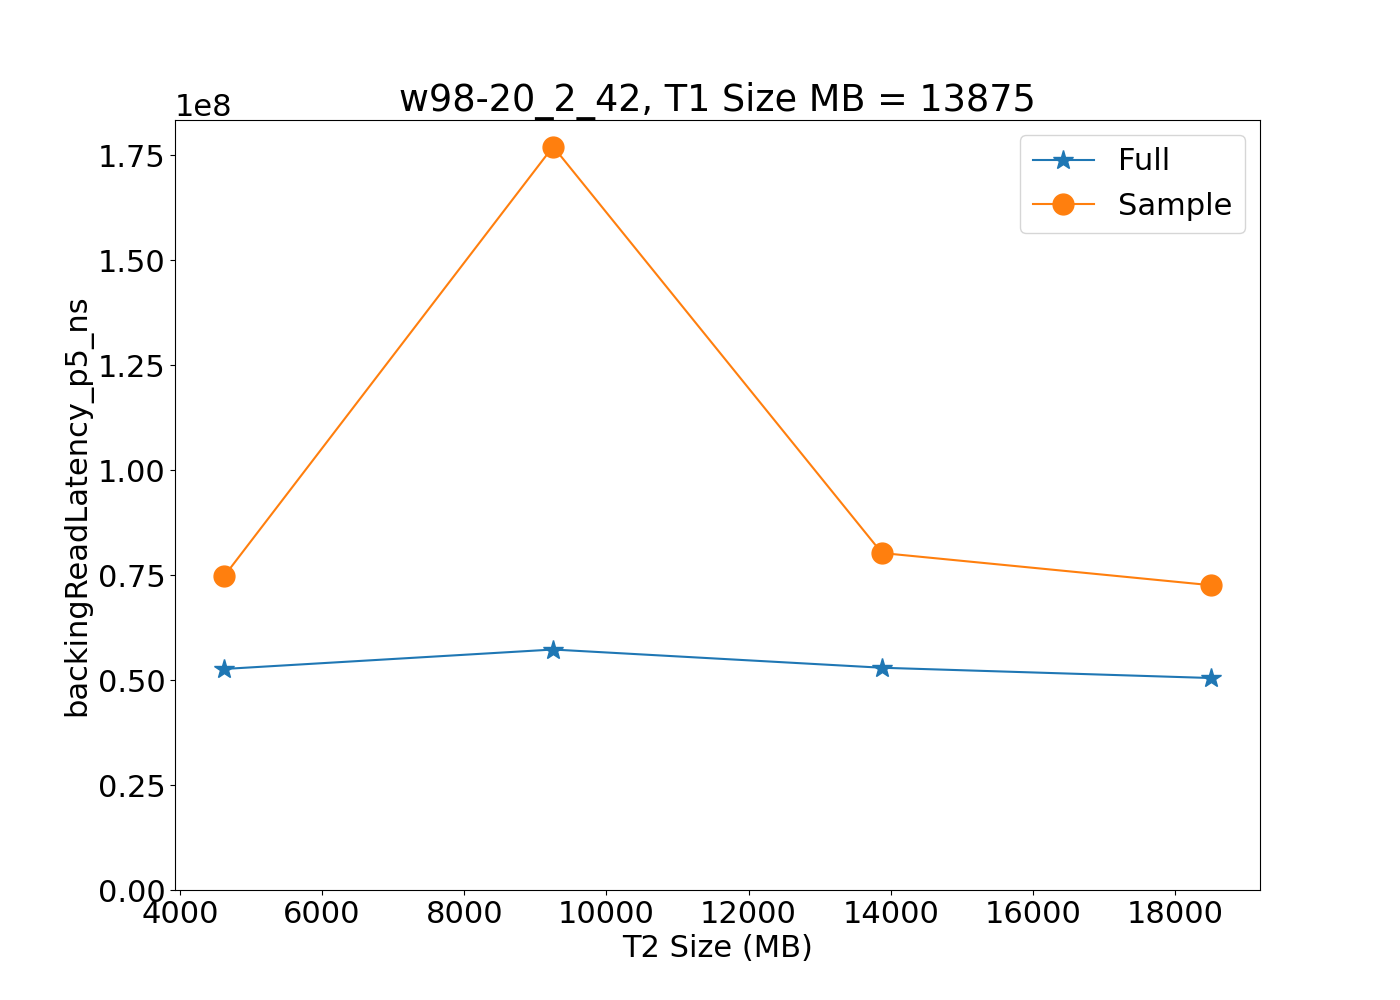 w98-20_2_42, T1 Size MB = 13875
1e8
Full
Sample
1.75
1.50
1.25
1.00
0.75
0.50
0.25
0.00
backingReadLatency_p5_ns
4000 6000 8000 10000 12000 14000 16000 18000
T2 Size (MB)